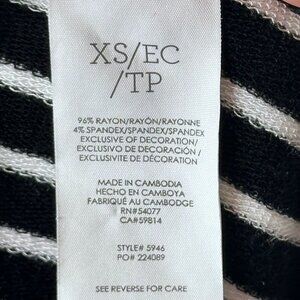 XS/EC
/TP
96% RAYON/RAYÓN/RAYONNE
4% SPANDEX/SPANDEX/SPANDEX
EXCLUSIVE OF DECORATION/
EXCLUSIVO DE DECORACIÓN /
EXCLUSIVITE DE DÉCORATION
MADE IN CAMBODIA
HECHO EN CAMBOYA
FABRIQUÉ AU CAMBODGE
RN#54077
CA#59814
STYLE# 5946
PO# 224089
SEE REVERSE FOR CARE